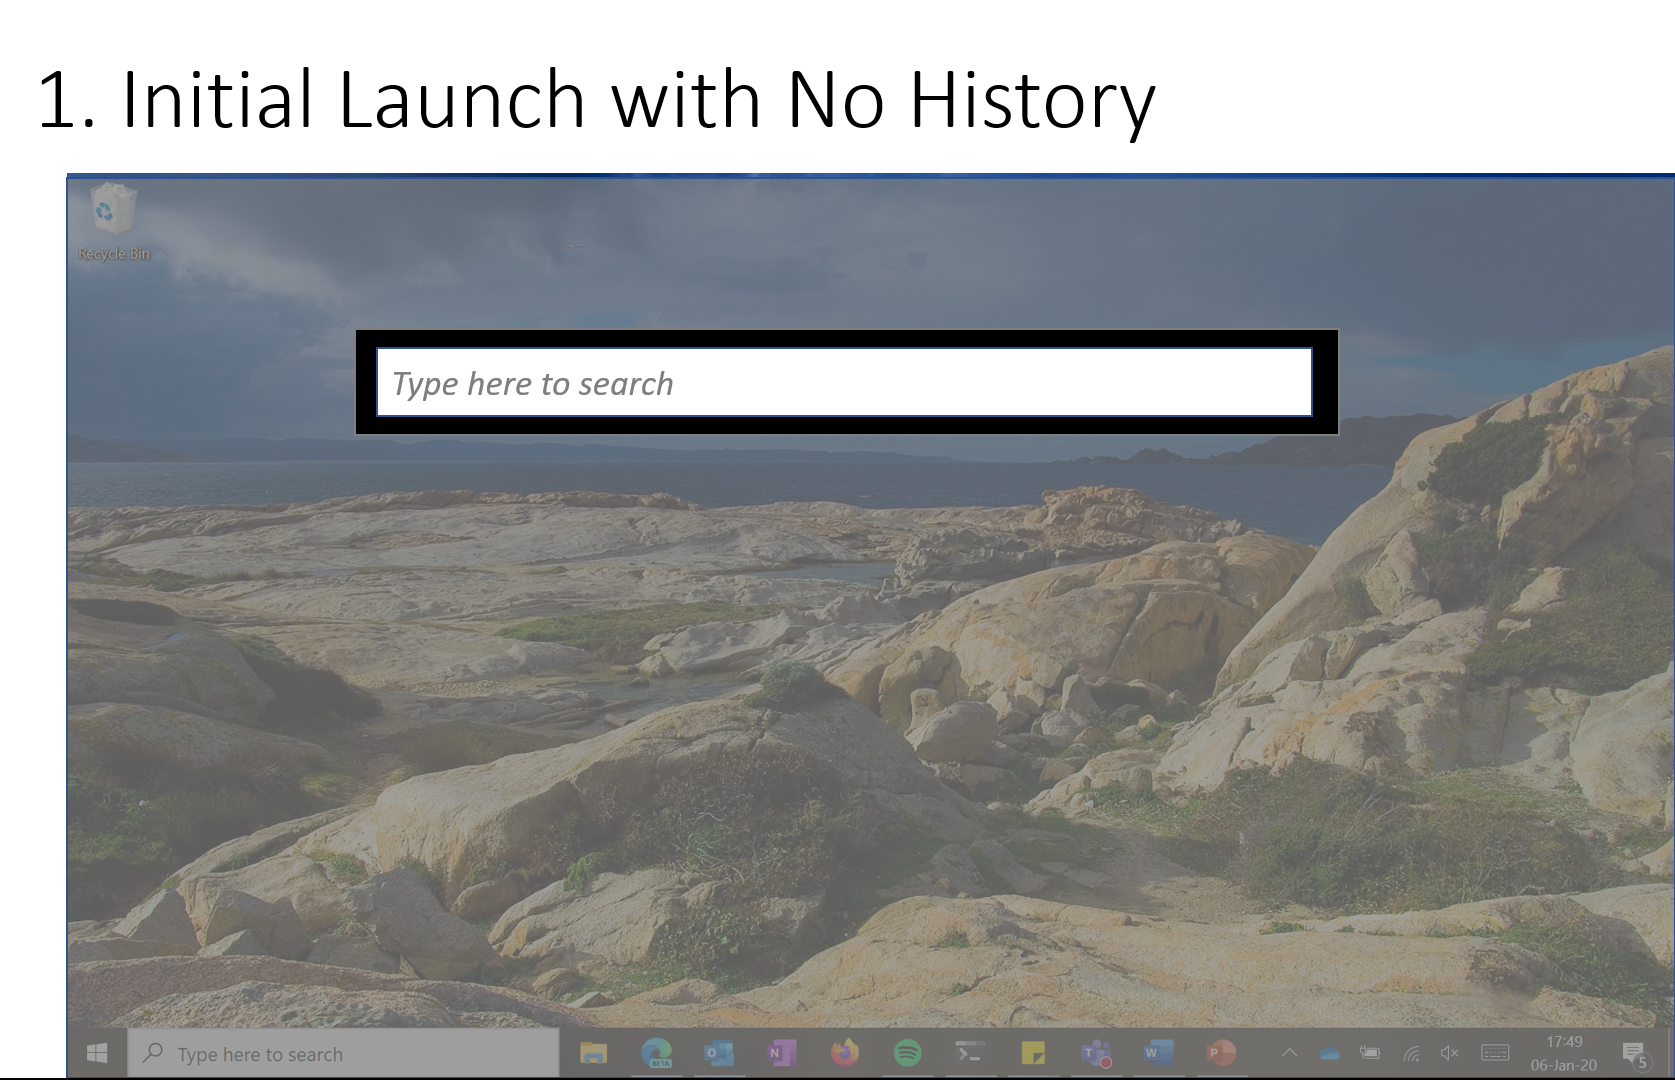 1. Initial Launch with No History
Recycle Bin
Type here to search
Type here to search
BETA
O
N
T
W
P
17:49
06-Jan-20
5